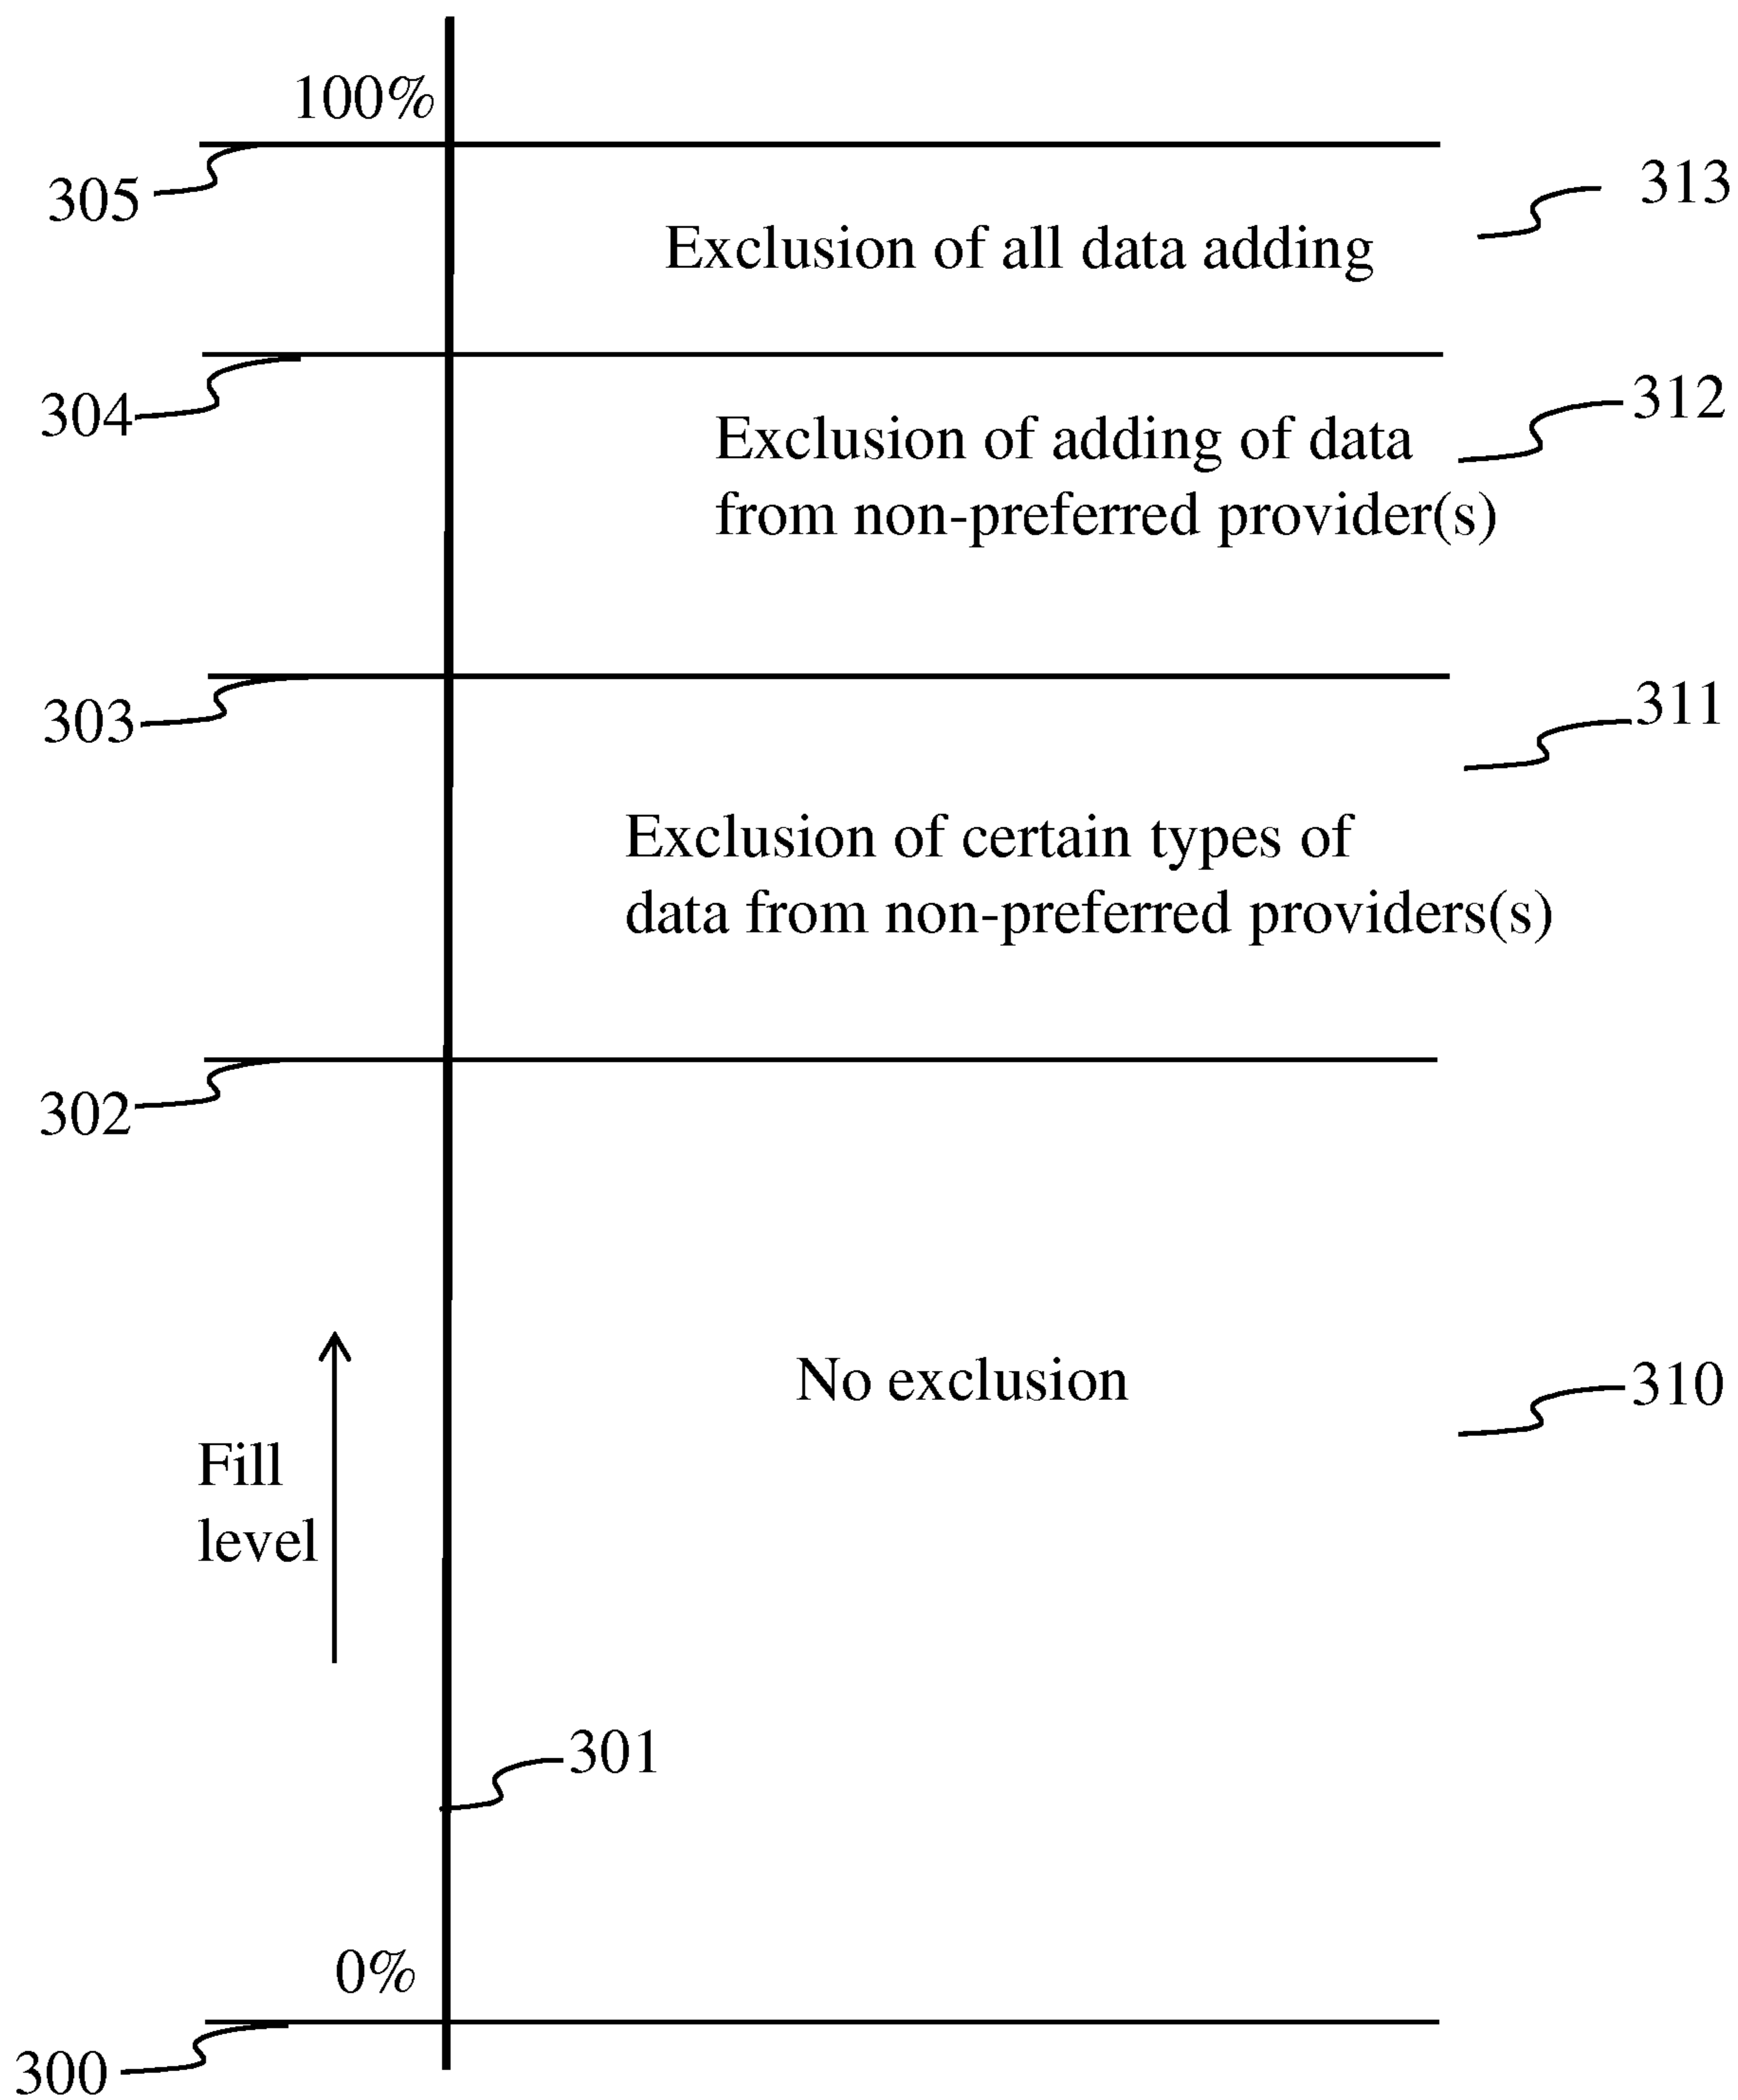 100%
305
313
Exclusion of all data adding
304
312
Exclusion of adding of data
from non-preferred provider(s)
303
311
Exclusion of certain types of
data from non-preferred providers(s)
302
No exclusion
310
Fill
level
301
0%
300